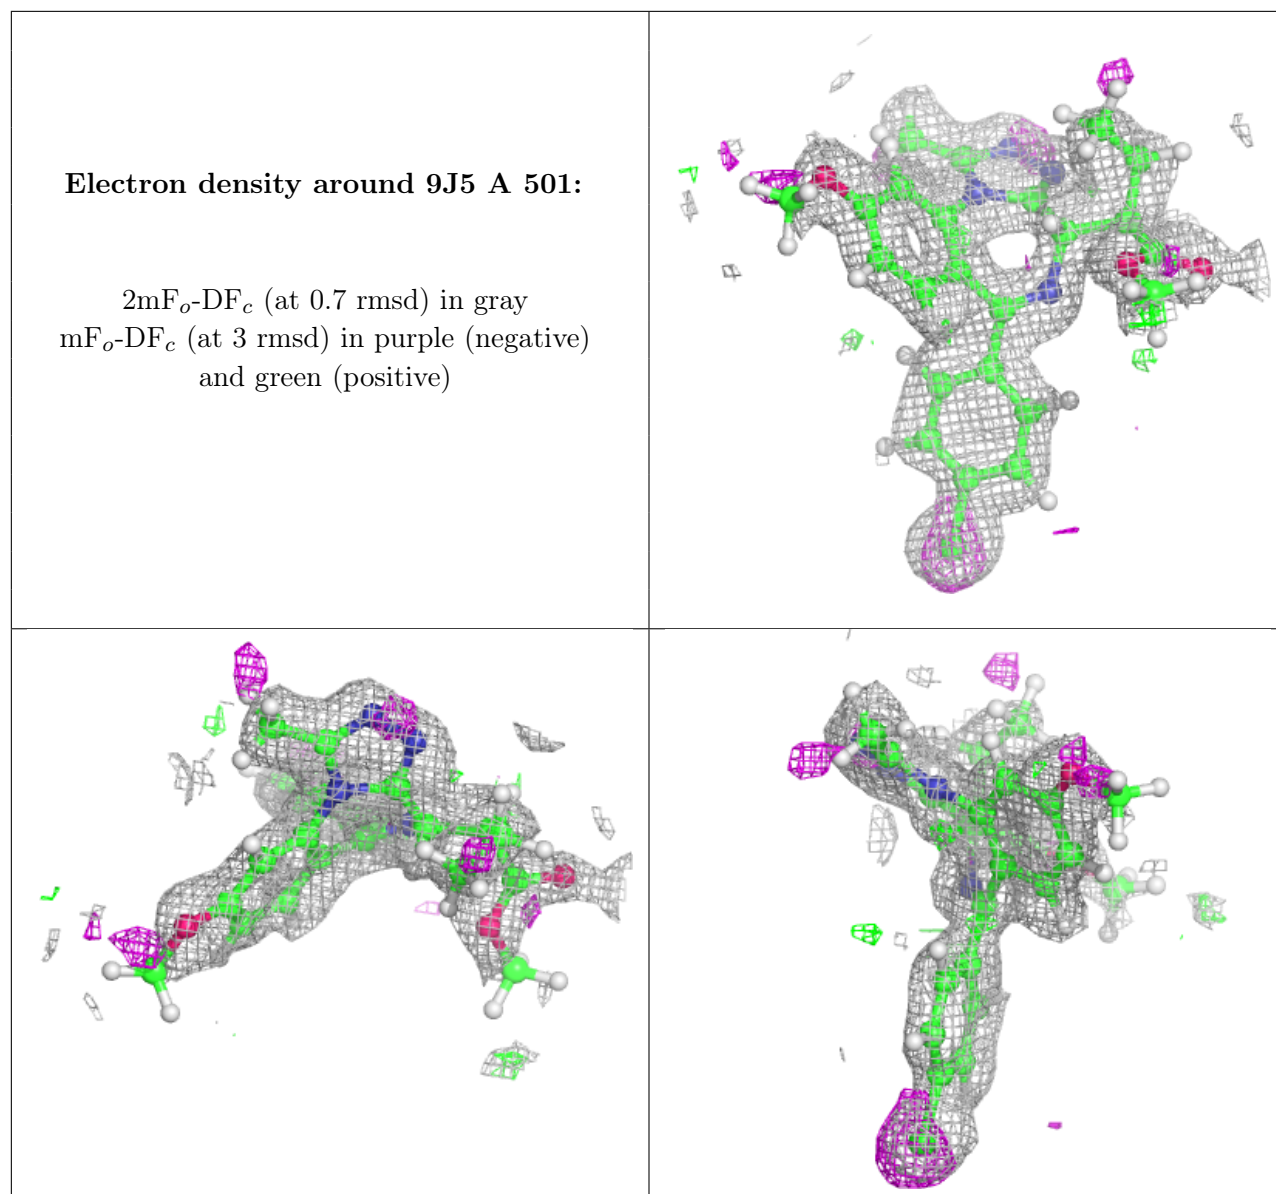 Electron density around 9J5 A 501:
2mFo-DFc (at 0.7 rmsd) in gray
mFo-DFc (at 3 rmsd) in purple (negative)
and green (positive)